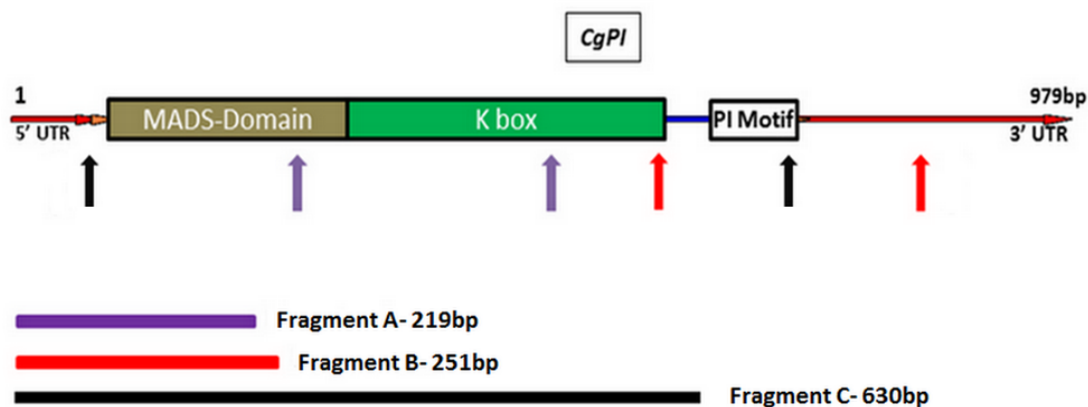 CgPI
1
979bp
MADS-Domain
K box
PI Motif
5' UTR
3' UTR
Fragment A- 219bp
Fragment B- 251bp
Fragment C- 630bp